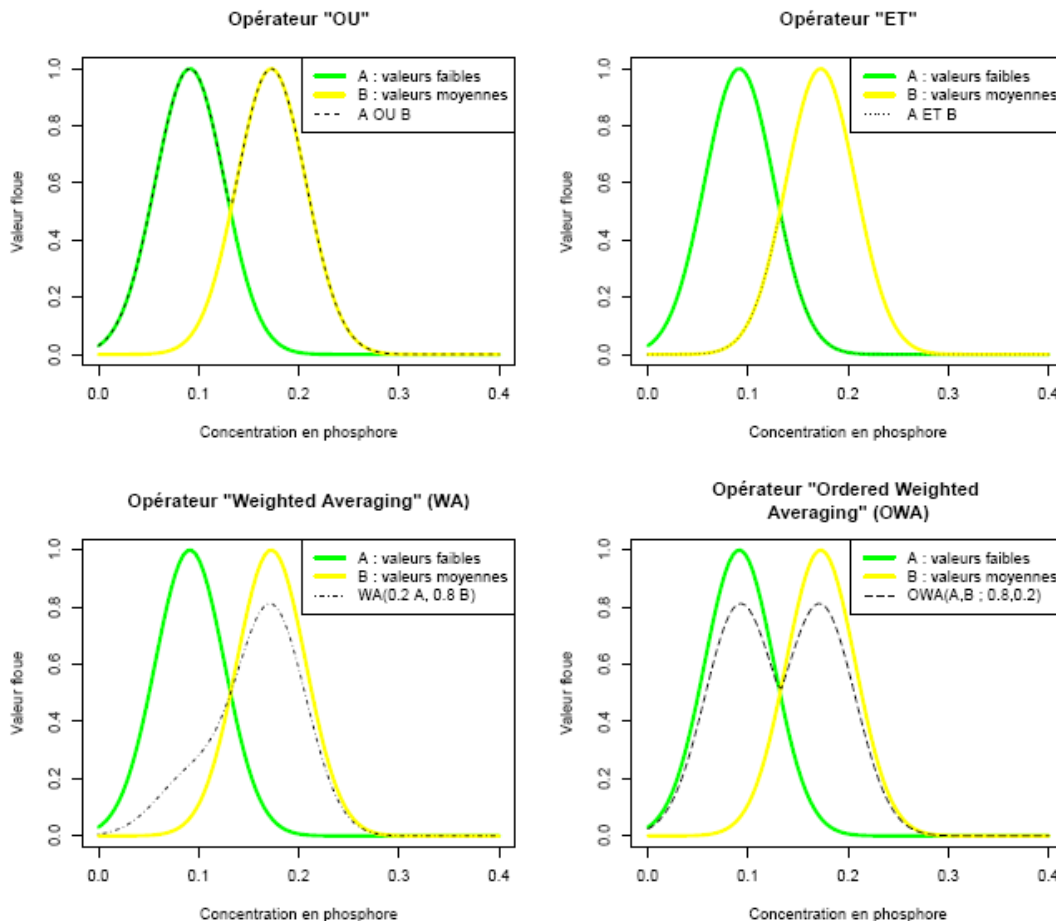 Opérateur "OU"
Valeur floue
0.0 0.2 0.4 0.6 0.8 1.0
A : valeurs faibles
B : valeurs moyennes
A OU B
0.0 0.1 0.2 0.3 0.4
Concentration en phosphore
Opérateur "ET"
Valeur floue
0.0 0.2 0.4 0.6 0.8 1.0
A : valeurs faibles
B : valeurs moyennes
A ET B
0.0 0.1 0.2 0.3 0.4
Concentration en phosphore
Opérateur "Weighted Averaging" (WA)
Valeur floue
0.0 0.2 0.4 0.6 0.8 1.0
A : valeurs faibles
B : valeurs moyennes
WA(0.2 A, 0.8 B)
0.0 0.1 0.2 0.3 0.4
Concentration en phosphore
Opérateur "Ordered Weighted
Averaging" (OWA)
Valeur floue
0.0 0.2 0.4 0.6 0.8 1.0
A : valeurs faibles
B : valeurs moyennes
OWA(A,B ; 0.8,0.2)
0.0 0.1 0.2 0.3 0.4
Concentration en phosphore